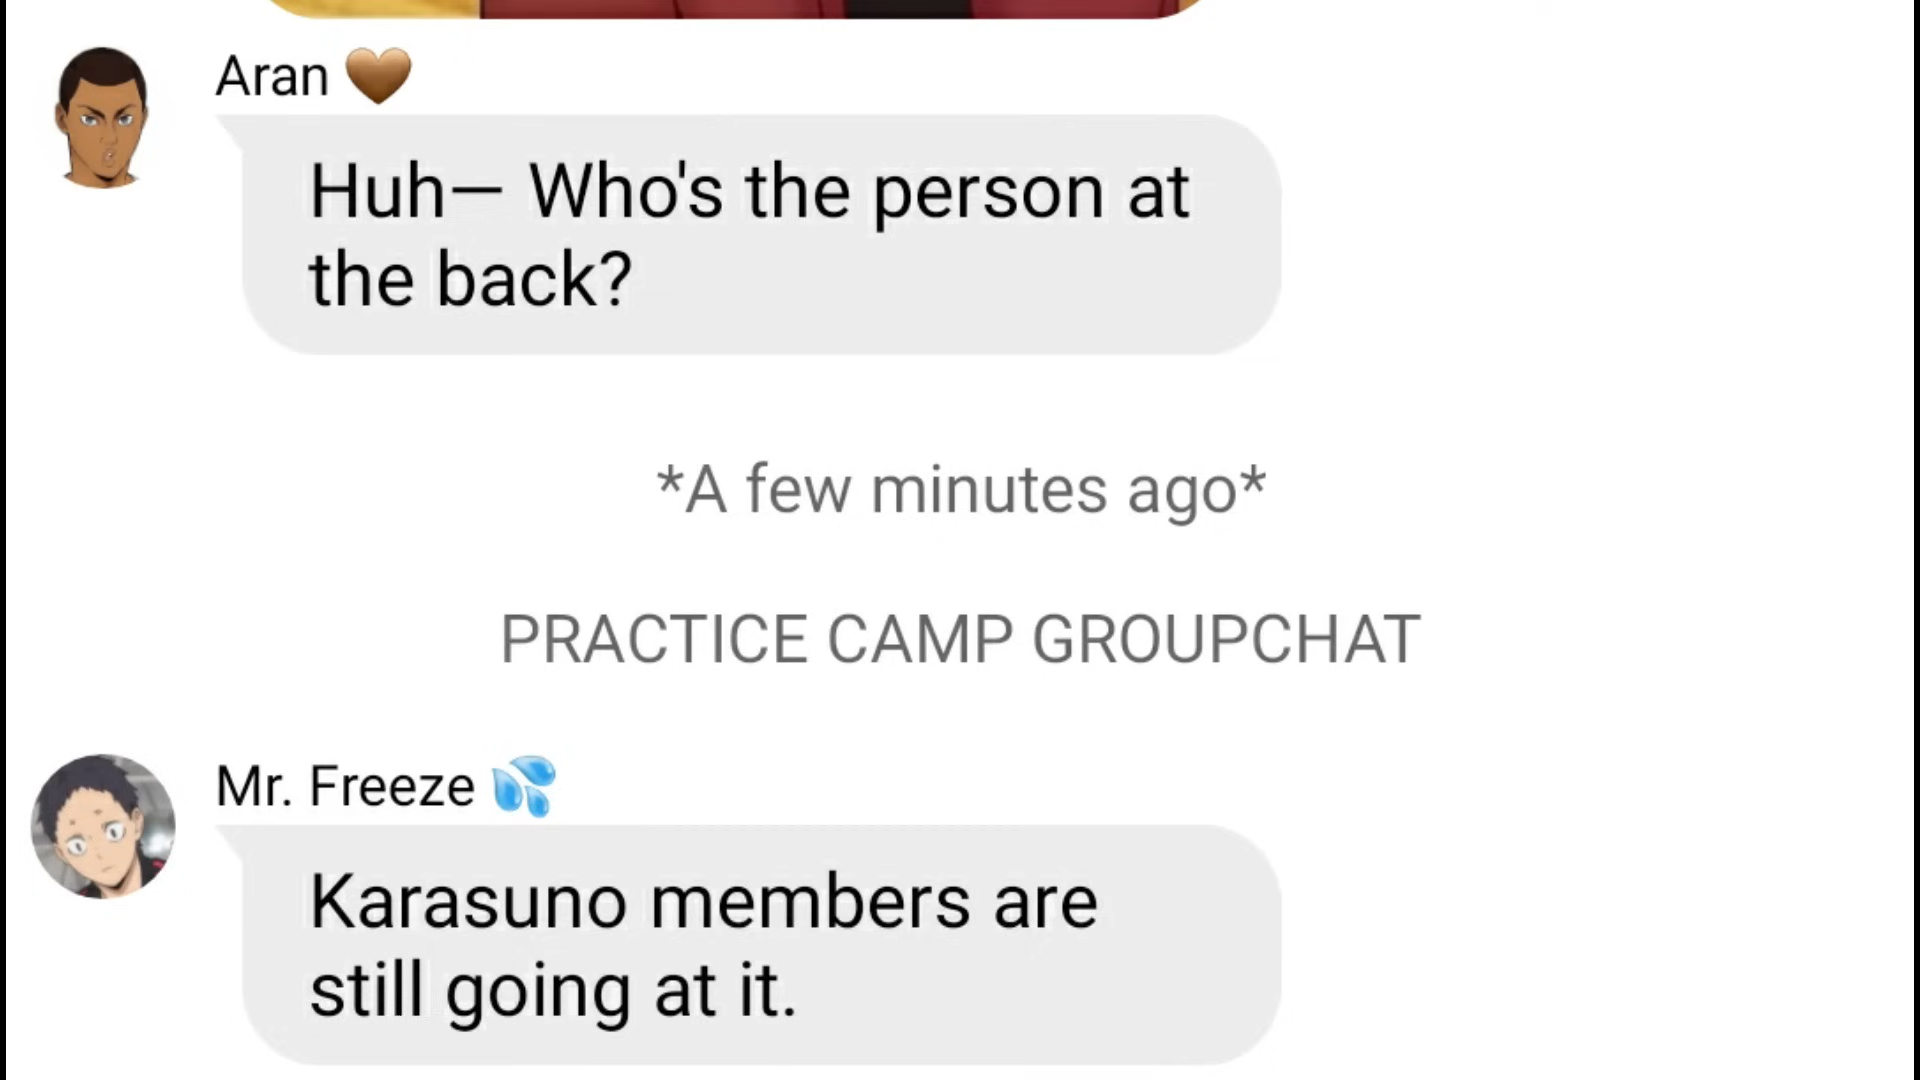 Aran 🤎
Huh— Who's the person at
the back?
*A few minutes ago*
PRACTICE CAMP GROUPCHAT
Mr. Freeze 💦
Karasuno members are
still going at it.